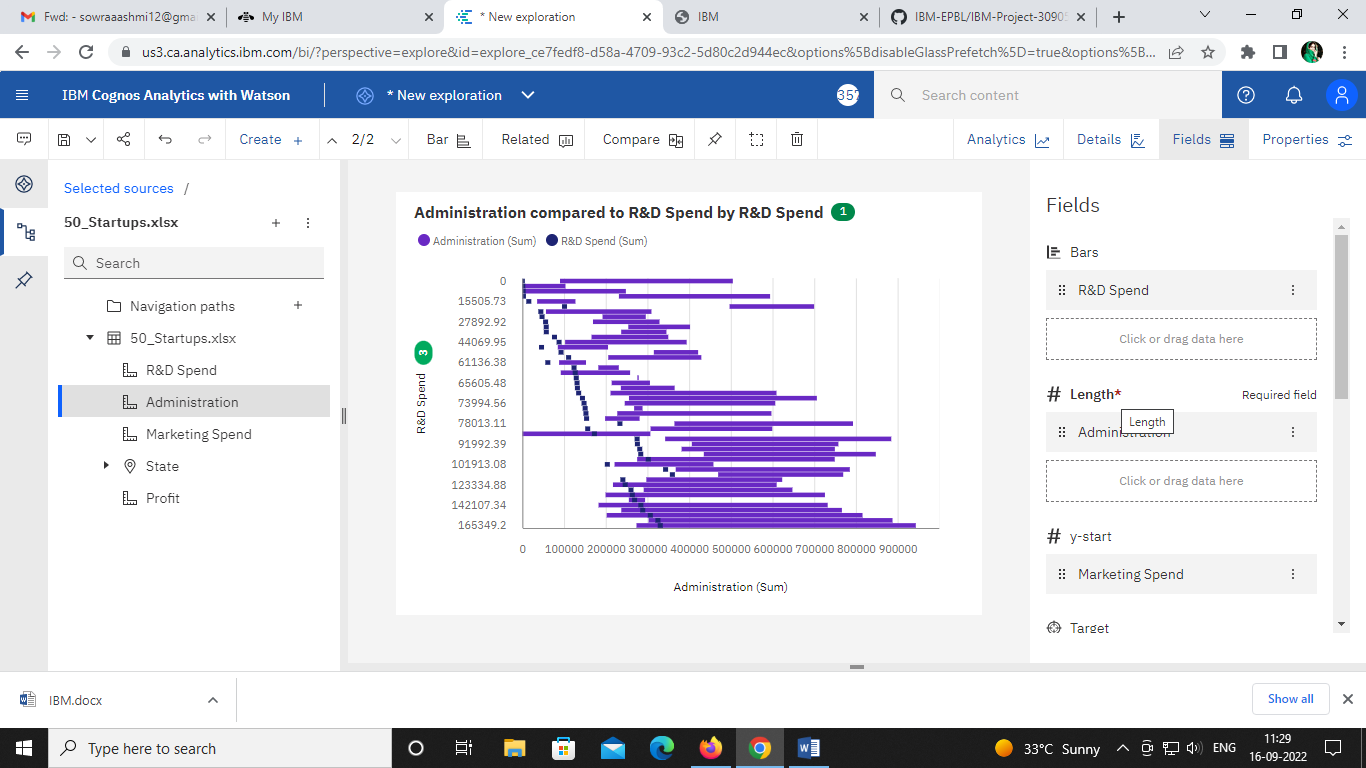 Fwd: - sowraaashmi12@gma
My IBM
* New exploration
IBM
IBM-EPBL/IBM-Project-3090
us3.ca.analytics.ibm.com/bi/?perspective=explore&id=explore_ce7fedf8-d58a-4709-93c2-5d80c2d944ec&options%5BdisableGlassPrefetch%5D=true&options%5B...
IBM Cognos Analytics with Watson
* New exploration
Search content
Create
2/2
Bar
Related
Compare
Analytics
Details
Fields
Properties
Selected sources /
50_Startups.xlsx
Search
Navigation paths
50_Startups.xlsx
R&D Spend
Administration
Marketing Spend
State
Profit
Administration compared to R&D Spend by R&D Spend 1
Administration (Sum) R&D Spend (Sum)
3
R&D Spend
0
15505.73
27892.92
44069.95
61136.38
65605.48
73994.56
78013.11
91992.39
101913.08
123334.88
142107.34
165349.2
0 100000 200000 300000 400000 500000 600000 700000 800000 900000
Administration (Sum)
Fields
Bars
R&D Spend
Click or drag data here
Length* Required field
Length
Administration
Click or drag data here
y-start
Marketing Spend
Target
IBM.docx
Show all
Type here to search
33°C Sunny
ENG
11:29
16-09-2022